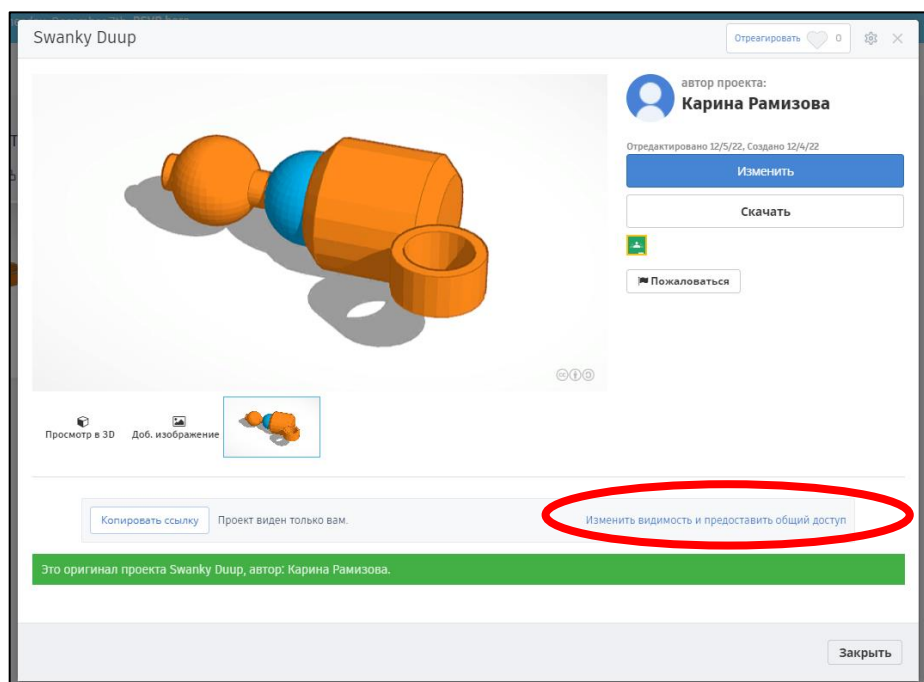 Swanky Duup
Отреагировать 0
автор проекта:
Карина Рамизова
Отредактировано 12/5/22, Создано 12/4/22
Изменить
Скачать
Пожаловаться
Просмотр в 3D
Доб. изображение
Копировать ссылку
Проект виден только вам.
Изменить видимость и предоставить общий доступ
Это оригинал проекта Swanky Duup, автор: Карина Рамизова.
Закрыть